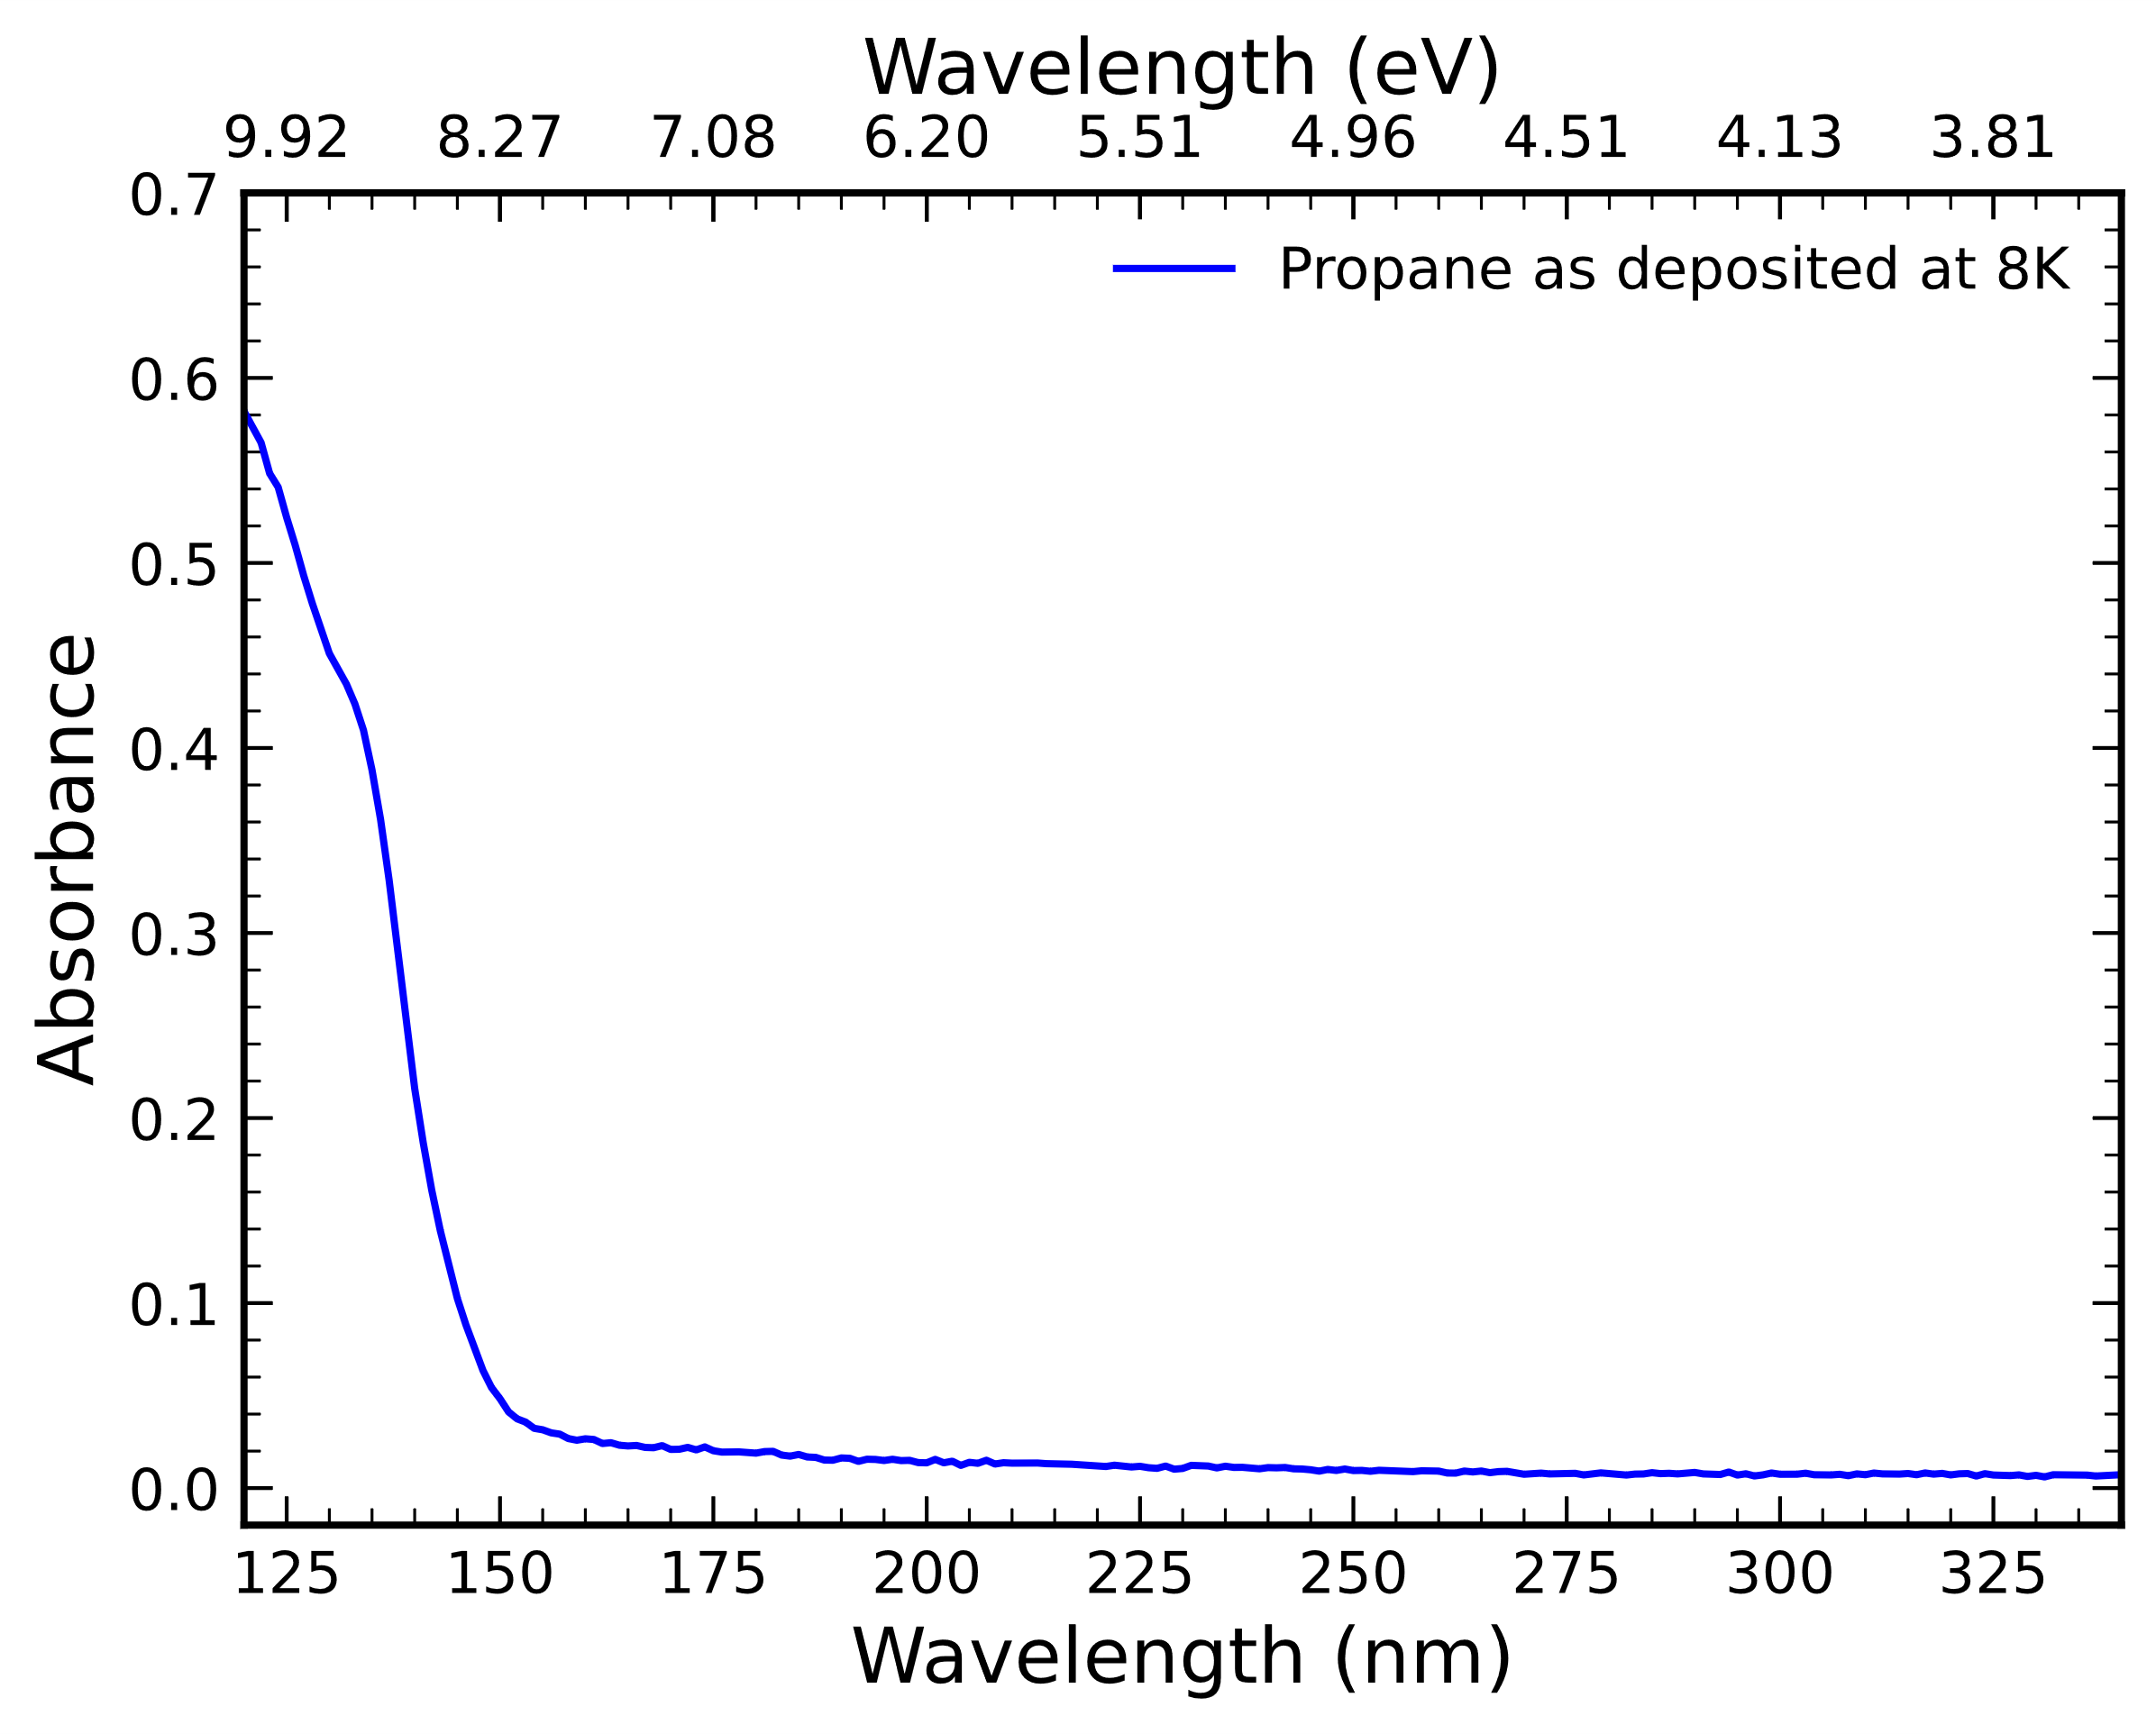 Wavelength (eV)
9.92 8.27 7.08 6.20 5.51 4.96 4.51 4.13 3.81
0.7
Propane as deposited at 8K
0.6
0.5
0.4
0.3
0.2
0.1
0.0
Absorbance
125 150 175 200 225 250 275 300 325
Wavelength (nm)